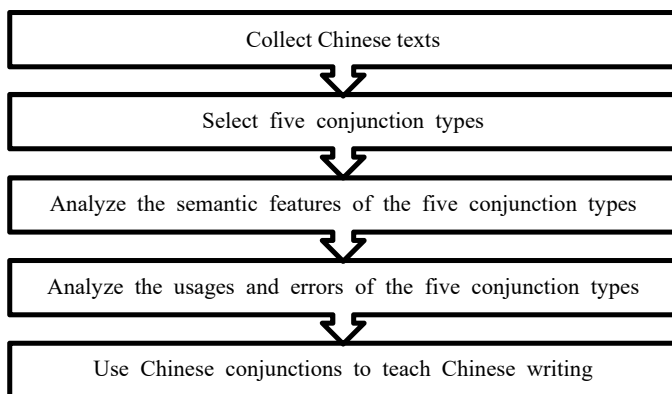 Collect Chinese texts
Select five conjunction types
Analyze the semantic features of the five conjunction types
Analyze the usages and errors of the five conjunction types
Use Chinese conjunctions to teach Chinese writing